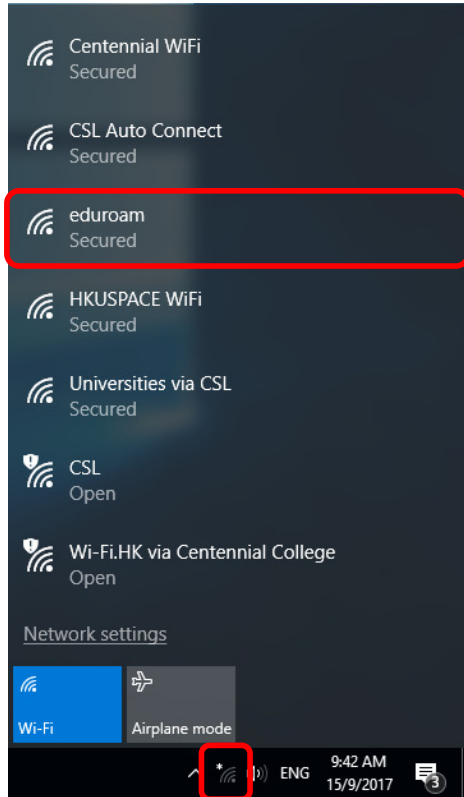 Centennial WiFi
Secured
CSL Auto Connect
Secured
eduroam
Secured
HKUSPACE WiFi
Secured
Universities via CSL
Secured
CSL
Open
Wi-Fi.HK via Centennial College
Open
Network settings
Wi-Fi
Airplane mode
ENG
9:42 AM
15/9/2017
3